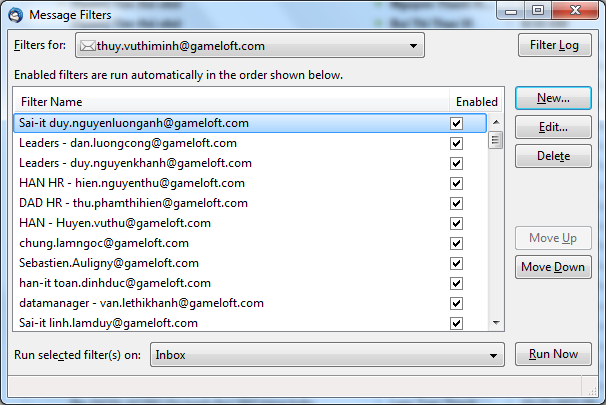 Message Filters
Filters for: thuy.vuthiminh@gameloft.com
Filter Log
Enabled filters are run automatically in the order shown below.
Filter Name Enabled
Sai-it duy.nguyenluonganh@gameloft.com
Leaders - dan.luongcong@gameloft.com
Leaders - duy.nguyenkhanh@gameloft.com
HAN HR - hien.nguyenthu@gameloft.com
DAD HR - thu.phamthihien@gameloft.com
HAN - Huyen.vuthu@gameloft.com
chung.lamngoc@gameloft.com
Sebastien.Auligny@gameloft.com
han-it toan.dinhduc@gameloft.com
datamanager - van.lethikhanh@gameloft.com
Sai-it linh.lamduy@gameloft.com
New...
Edit...
Delete
Move Up
Move Down
Run selected filter(s) on: Inbox
Run Now